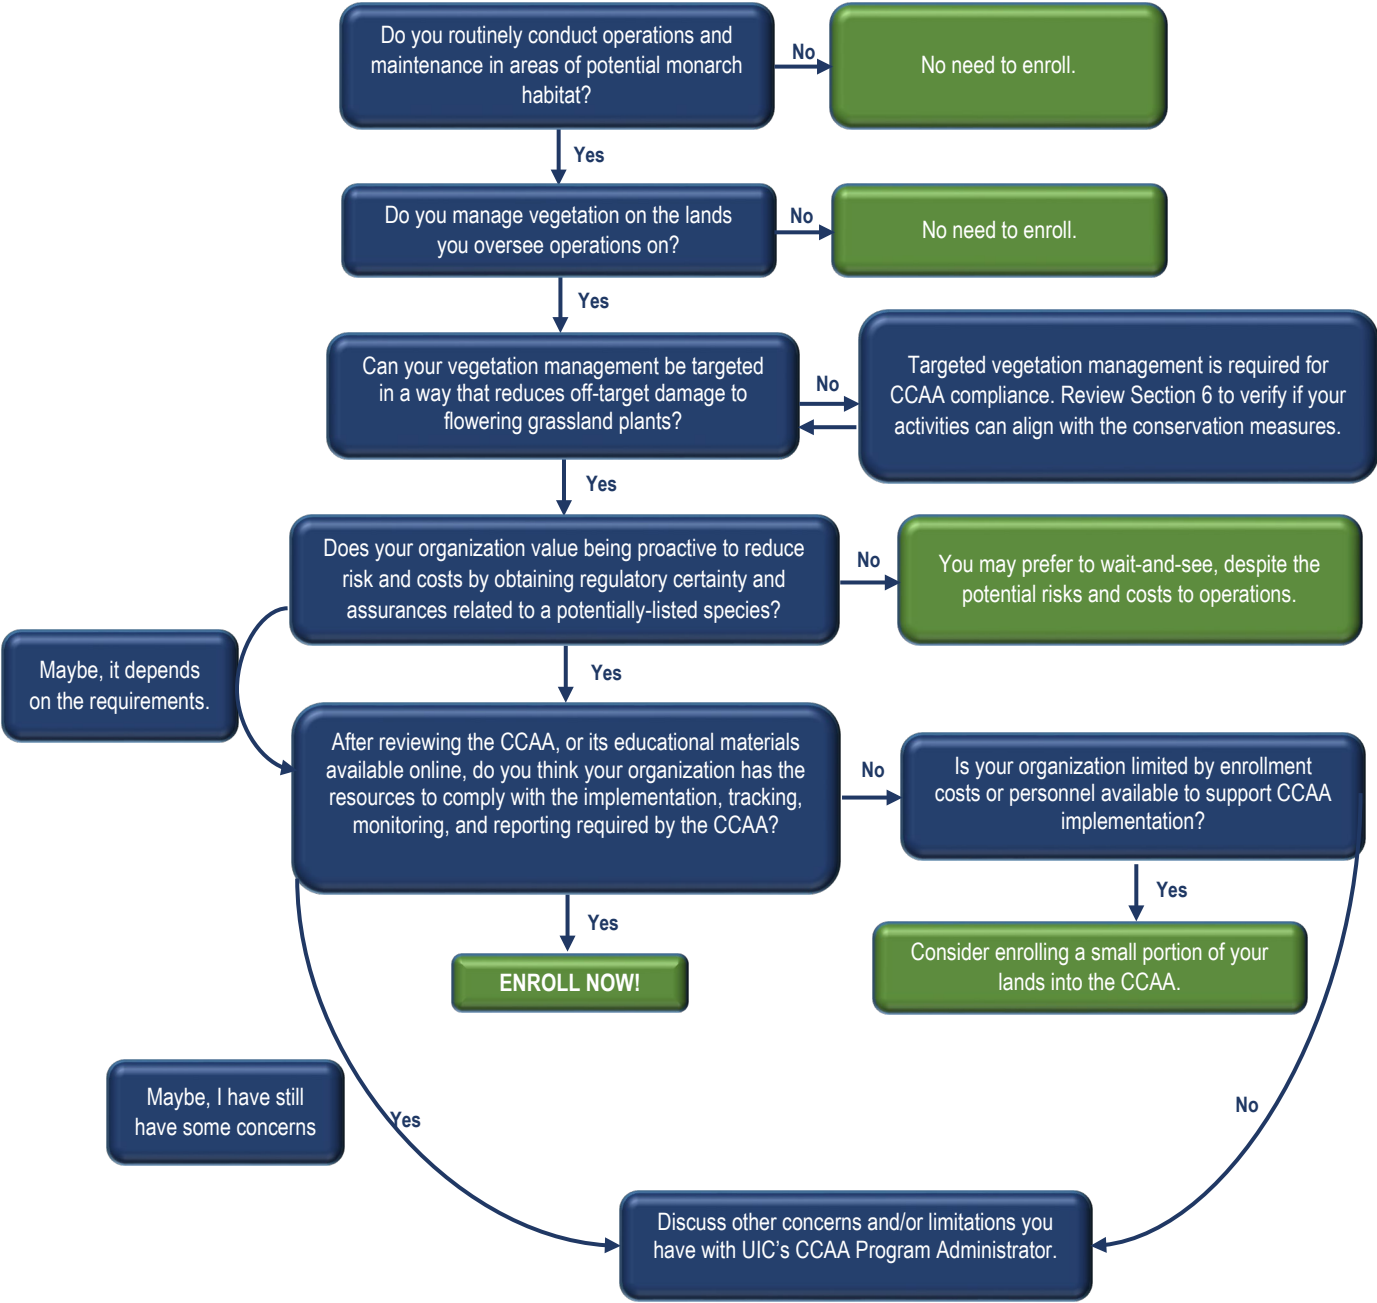 Do you routinely conduct operations and
maintenance in areas of potential monarch
habitat?
No
No need to enroll.
Yes
Do you manage vegetation on the lands
you oversee operations on?
No
No need to enroll.
Yes
Can your vegetation management be targeted
in a way that reduces off-target damage to
flowering grassland plants?
No
Targeted vegetation management is required for
CCAA compliance. Review Section 6 to verify if your
activities can align with the conservation measures.
Yes
Does your organization value being proactive to reduce
risk and costs by obtaining regulatory certainty and
assurances related to a potentially-listed species?
No
You may prefer to wait-and-see, despite the
potential risks and costs to operations.
Maybe, it depends
on the requirements.
Yes
After reviewing the CCAA, or its educational materials
available online, do you think your organization has the
resources to comply with the implementation, tracking,
monitoring, and reporting required by the CCAA?
No
Is your organization limited by enrollment
costs or personnel available to support CCAA
implementation?
Yes
ENROLL NOW!
Yes
Consider enrolling a small portion of your
lands into the CCAA.
Maybe, I have still
have some concerns
Yes
No
Discuss other concerns and/or limitations you
have with UIC's CCAA Program Administrator.